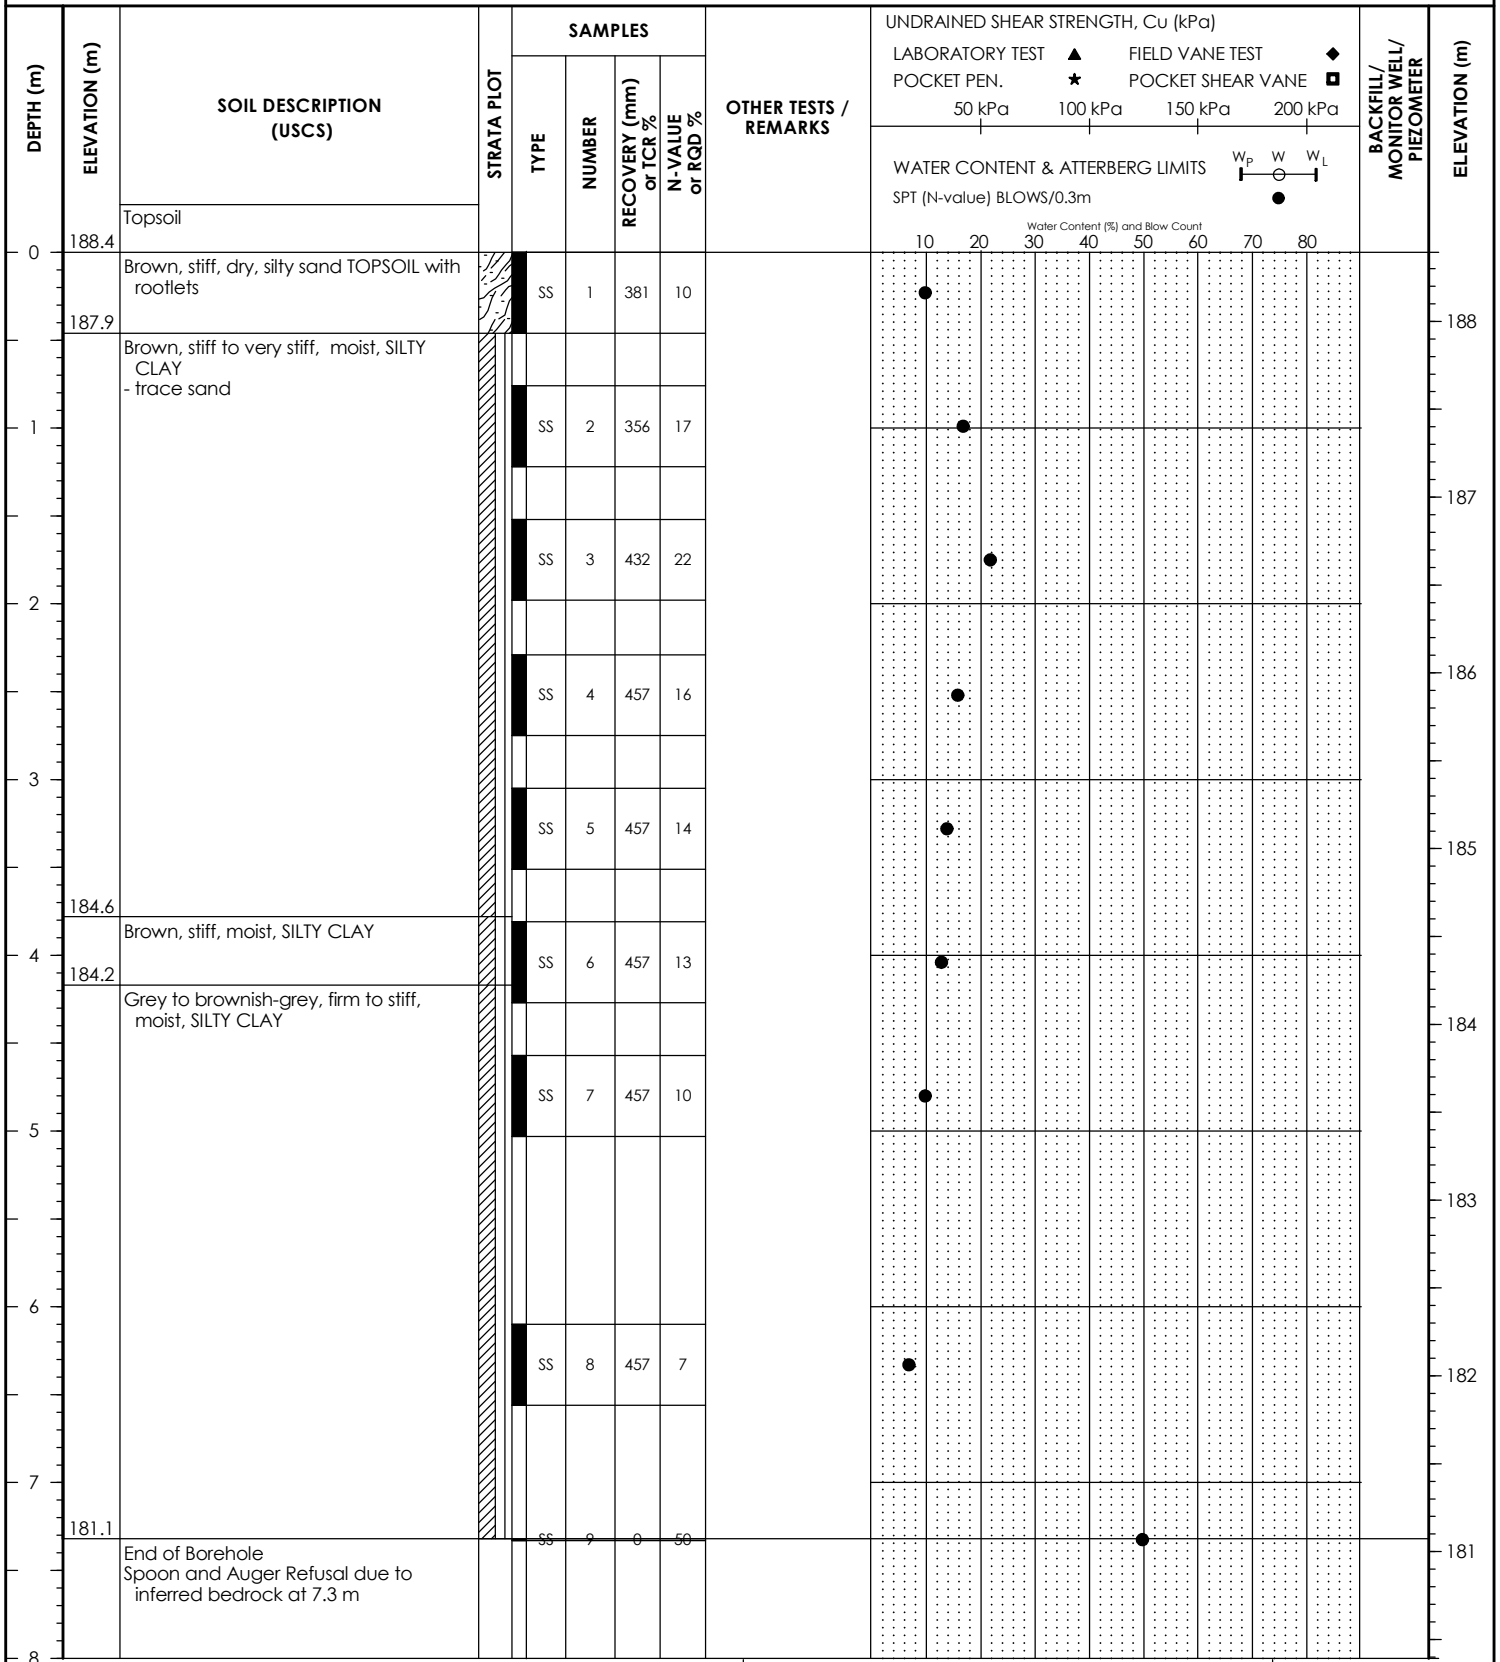 DEPTH (m)
ELEVATION (m)
SOIL DESCRIPTION
(USCS)
STRATA PLOT
SAMPLES
TYPE
NUMBER
RECOVERY (mm)
or TCR %
N-VALUE
or RQD %
OTHER TESTS /
REMARKS
UNDRAINED SHEAR STRENGTH, Cu (kPa)
LABORATORY TEST ▲ FIELD VANE TEST ◆
POCKET PEN. ★ POCKET SHEAR VANE
50 kPa 100 kPa 150 kPa 200 kPa
WATER CONTENT & ATTERBERG LIMITS
WP W WL
SPT (N-value) BLOWS/0.3m ●
Water Content (%) and Blow Count
10 20 30 40 50 60 70 80
BACKFILL/
MONITOR WELL/
PIEZOMETER
ELEVATION (m)
Topsoil
0 188.4
Brown, stiff, dry, silty sand TOPSOIL with
rootlets
SS 1 381 10
187.9
188
Brown, stiff to very stiff, moist, SILTY
CLAY
- trace sand
1
SS 2 356 17
187
SS 3 432 22
2
186
SS 4 457 16
3
SS 5 457 14
185
184.6
Brown, stiff, moist, SILTY CLAY
4
SS 6 457 13
184.2
Grey to brownish-grey, firm to stiff,
moist, SILTY CLAY
184
SS 7 457 10
5
183
6
SS 8 457 7
182
7
181.1
SS 9 0 50
181
End of Borehole
Spoon and Auger Refusal due to
inferred bedrock at 7.3 m
8